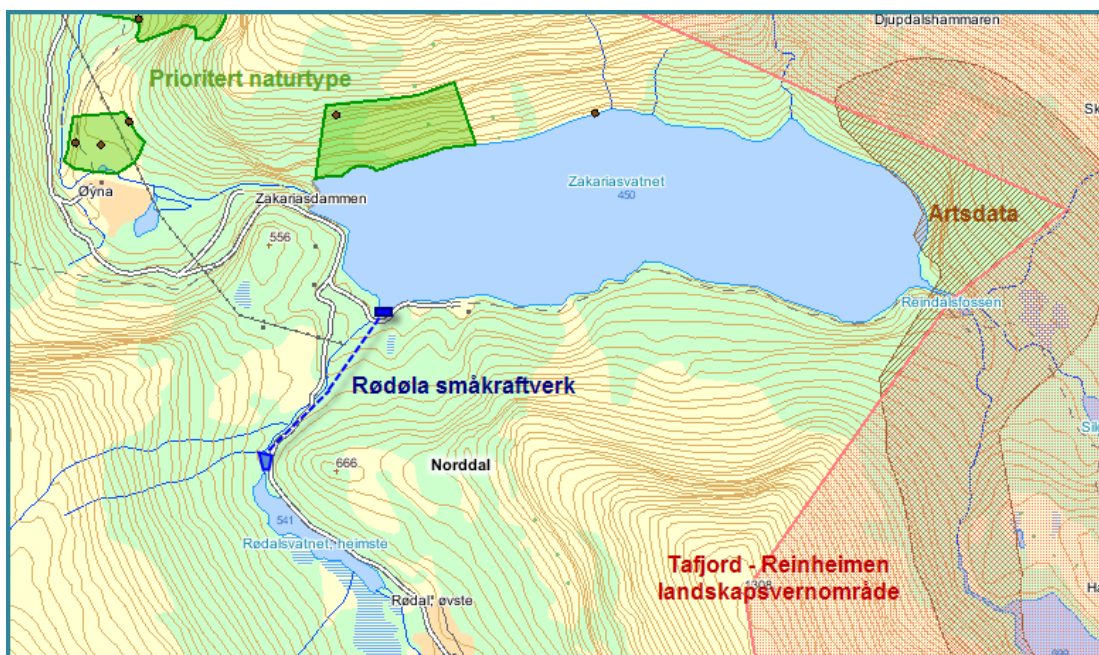 Djupdalshammaren
Prioritert naturtype
Øyna
Zakariasdammen
Zakariasvatnet
450
Artsdata
556
Reindalsfossen
Rødøla småkraftverk
666
Norddal
541
Rødalsvatnet, heimste
Tafjord - Reinheimen
landskapsvernområde
1308
Rødal, øvste